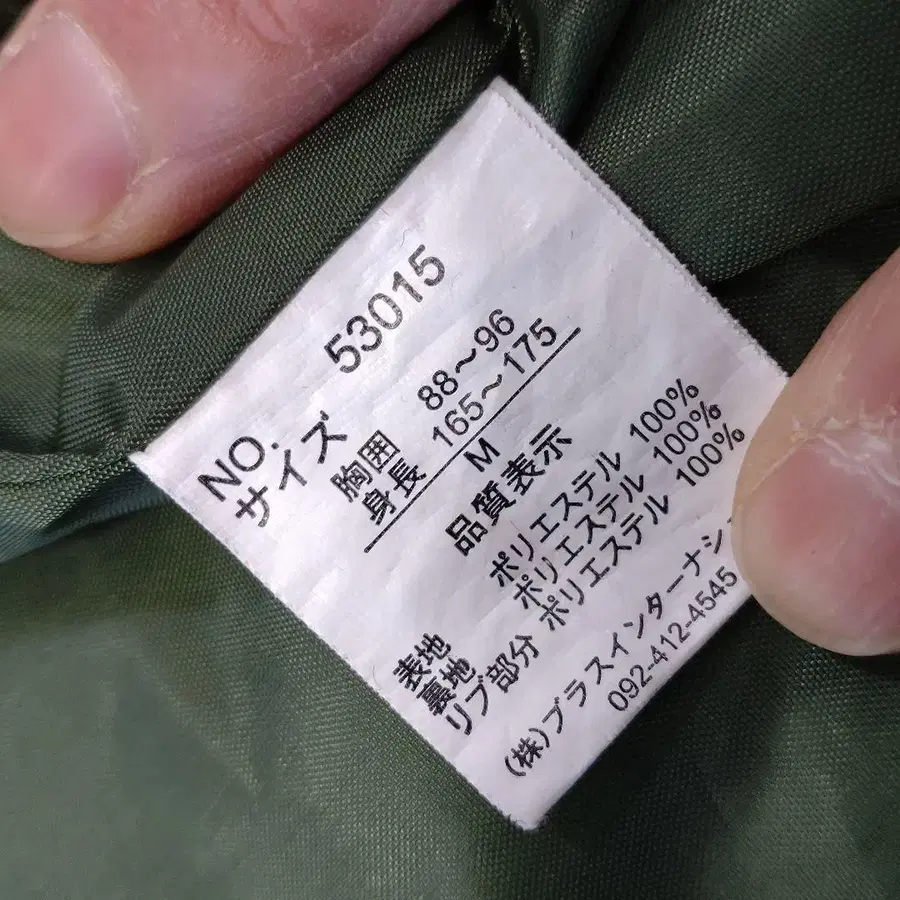 NO. 53015
サイズ
胸囲 88～96
身長 165～175
M
品質表示
表地 ポリエステル 100%
裏地 ポリエステル 100%
リブ部分 ポリエステル 100%
(株)プラスインターナシ
092-412-4545